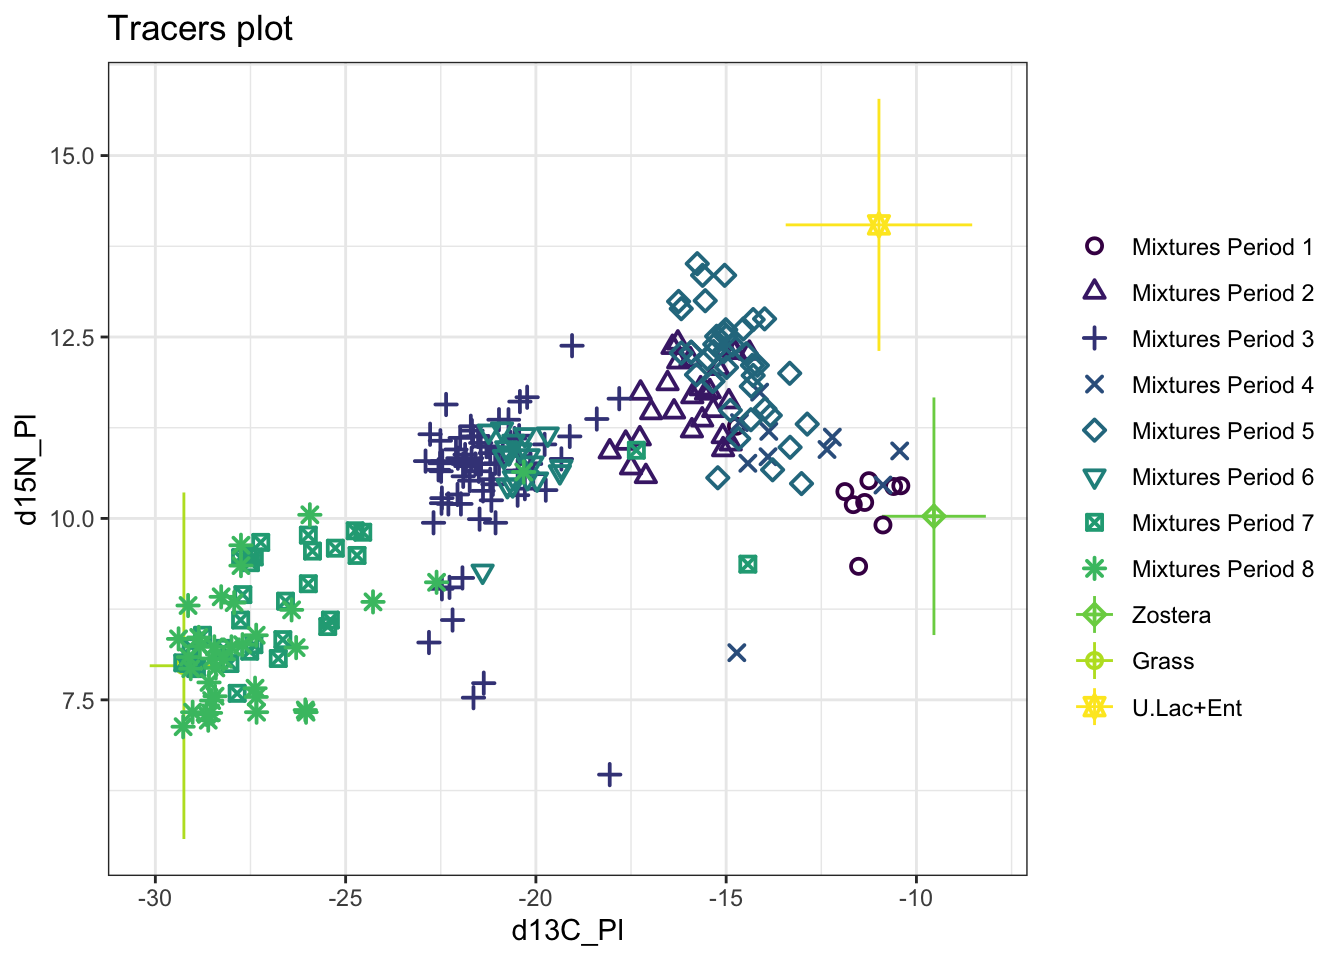 Tracers plot
15.0
12.5
10.0
7.5
d15N_Pl
-30
-25
-20
-15
-10
d13C_Pl
Mixtures Period 1
Mixtures Period 2
Mixtures Period 3
Mixtures Period 4
Mixtures Period 5
Mixtures Period 6
Mixtures Period 7
Mixtures Period 8
Zostera
Grass
U.Lac+Ent